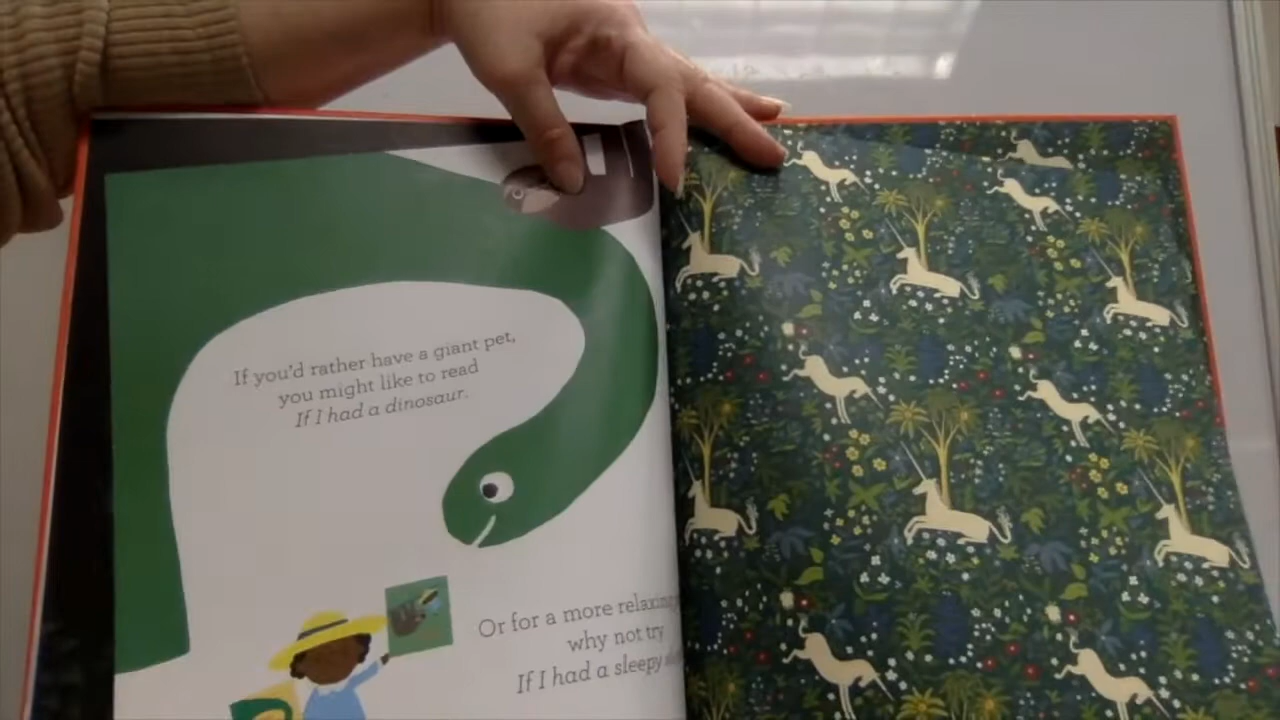 If you'd rather have a giant pet,
you might like to read
If I had a dinosaur.
Or for a more relaxing
why not try
If I had a sleepy